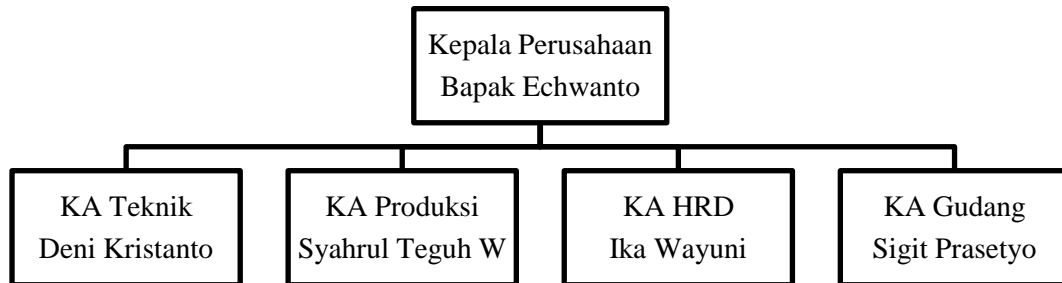 Kepala Perusahaan
Bapak Echwanto
KA Teknik
Deni Kristanto
KA Produksi
Syahrul Teguh W
KA HRD
Ika Wayuni
KA Gudang
Sigit Prasetyo